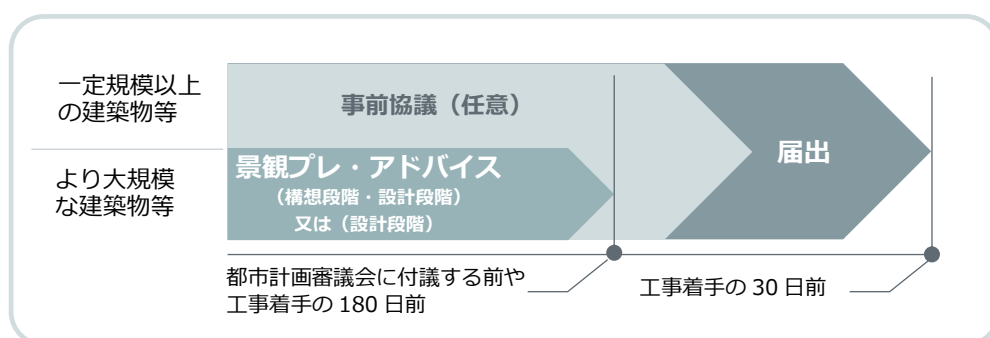 一定規模以上
の建築物等
事前協議（任意）
届出
より大規模
な建築物等
景観プレ・アドバイス
（構想段階・設計段階）
又は（設計段階）
都市計画審議会に付議する前や
工事着手の 180 日前
工事着手の 30 日前